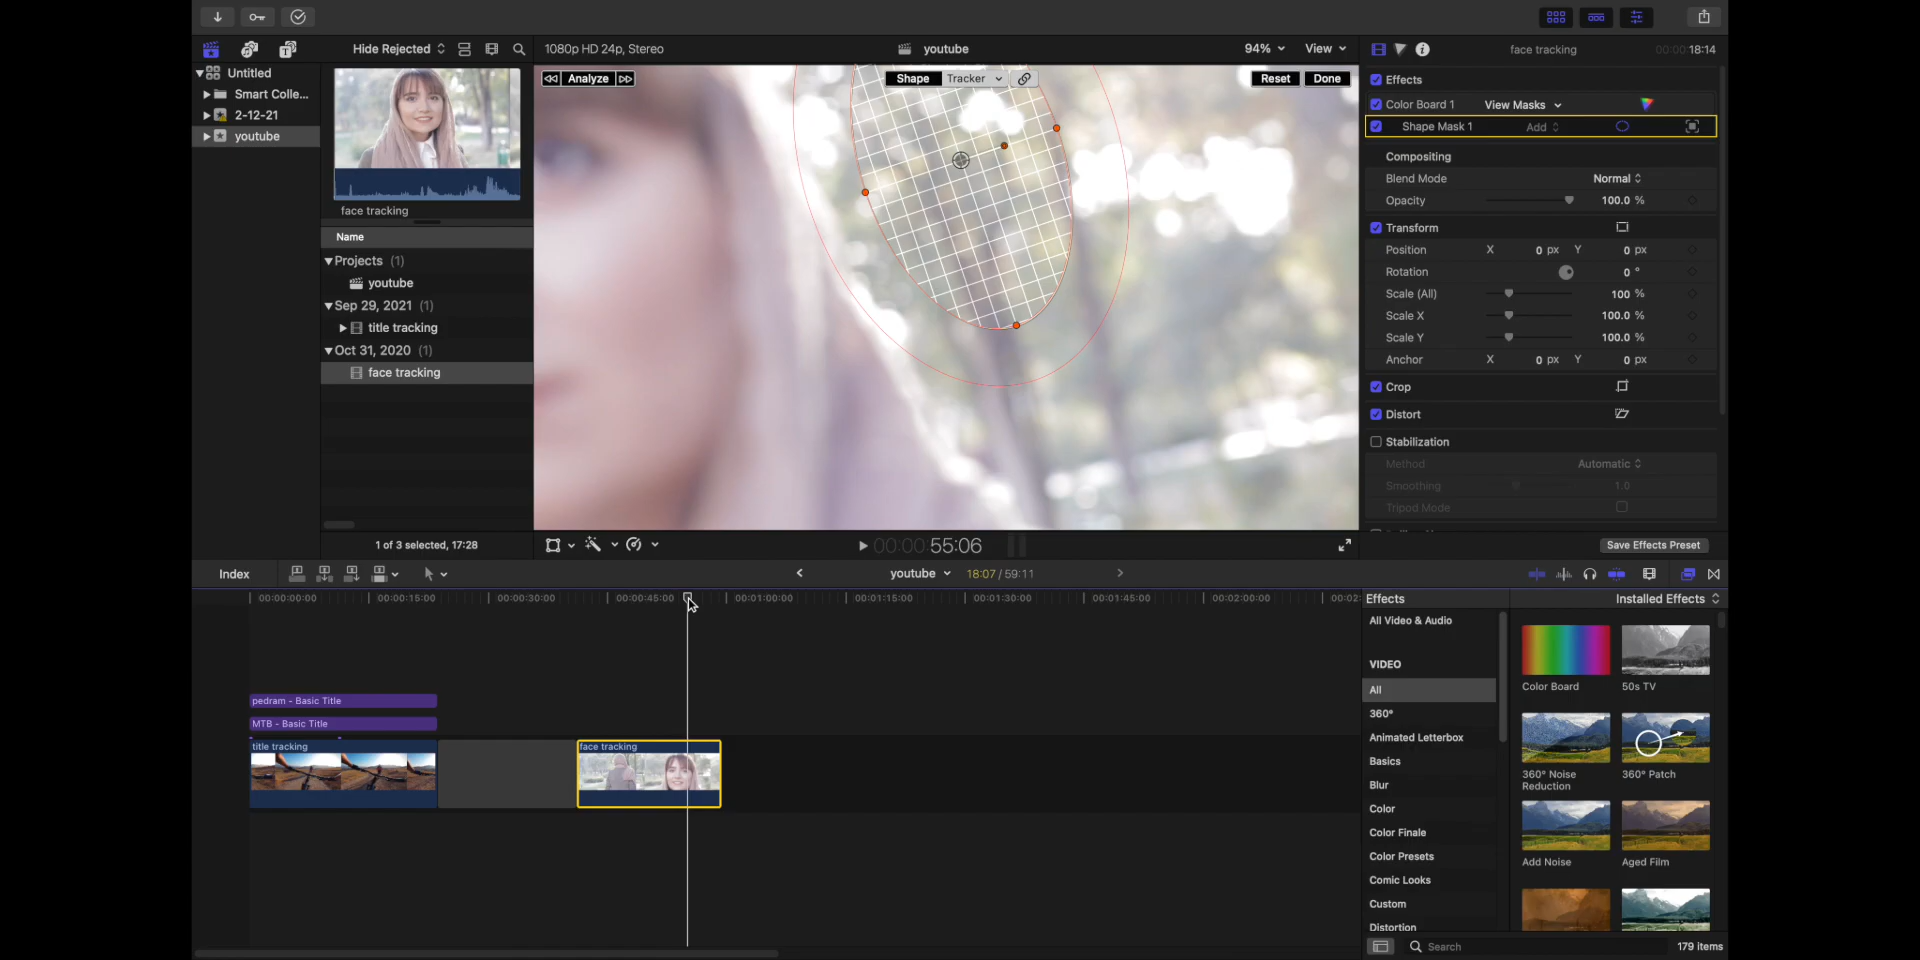 Hide Rejected
1080p HD 24p, Stereo
youtube
94%
View
face tracking
00:00:18:14
Untitled
Smart Colle...
2-12-21
youtube
face tracking
Name
Projects (1)
youtube
Sep 29, 2021 (1)
title tracking
Oct 31, 2020 (1)
face tracking
1 of 3 selected, 17:28
Analyze
Shape
Tracker
Reset
Done
Effects
Color Board 1
View Masks
Shape Mask 1
Add
Compositing
Blend Mode
Normal
Opacity
100.0 %
Transform
Position X 0 px Y 0 px
Rotation 0 °
Scale (All) 100 %
Scale X 100.0 %
Scale Y 100.0 %
Anchor X 0 px Y 0 px
Crop
Distort
Stabilization
Method Automatic
Smoothing 1.0
Tripod Mode
00:00:55:06
Save Effects Preset
Index
youtube
18:07 / 59:11
00:00:00:00
00:00:15:00
00:00:30:00
00:00:45:00
00:01:00:00
00:01:15:00
00:01:30:00
00:01:45:00
00:02:00:00
00:02:
pedram - Basic Title
MTB - Basic Title
title tracking
face tracking
Effects
Installed Effects
All Video & Audio
VIDEO
All
360°
Animated Letterbox
Basics
Blur
Color
Color Finale
Color Presets
Comic Looks
Custom
Distortion
Color Board
50s TV
360° Noise
Reduction
360° Patch
Add Noise
Aged Film
Search
179 items